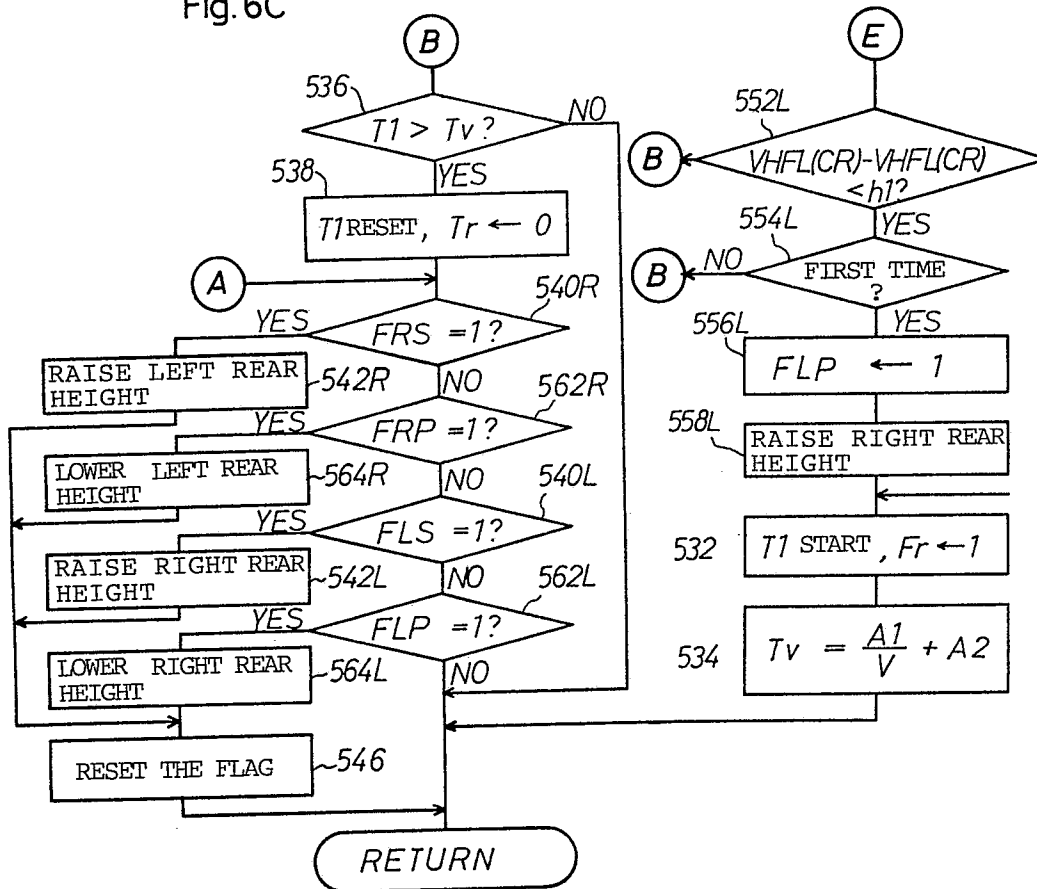 Fig. 6C
B
536
T1 > Tv ?
NO
YES
538
T1 RESET, Tr ← 0
A
540R
YES
FRS = 1?
NO
RAISE LEFT REAR
HEIGHT
542R
562R
YES
FRP = 1?
NO
LOWER LEFT REAR
HEIGHT
564R
540L
YES
FLS = 1?
NO
RAISE RIGHT REAR
HEIGHT
542L
562L
YES
FLP = 1?
NO
LOWER RIGHT REAR
HEIGHT
564L
RESET THE FLAG
546
RETURN
E
552L
B
VHFL(CR)-VHFL(CR)
<h1?
YES
554L
B
NO
FIRST TIME
?
YES
556L
FLP ← 1
558L
RAISE RIGHT REAR
HEIGHT
532
T1 START, Fr ← 1
534
Tv = A1/V + A2